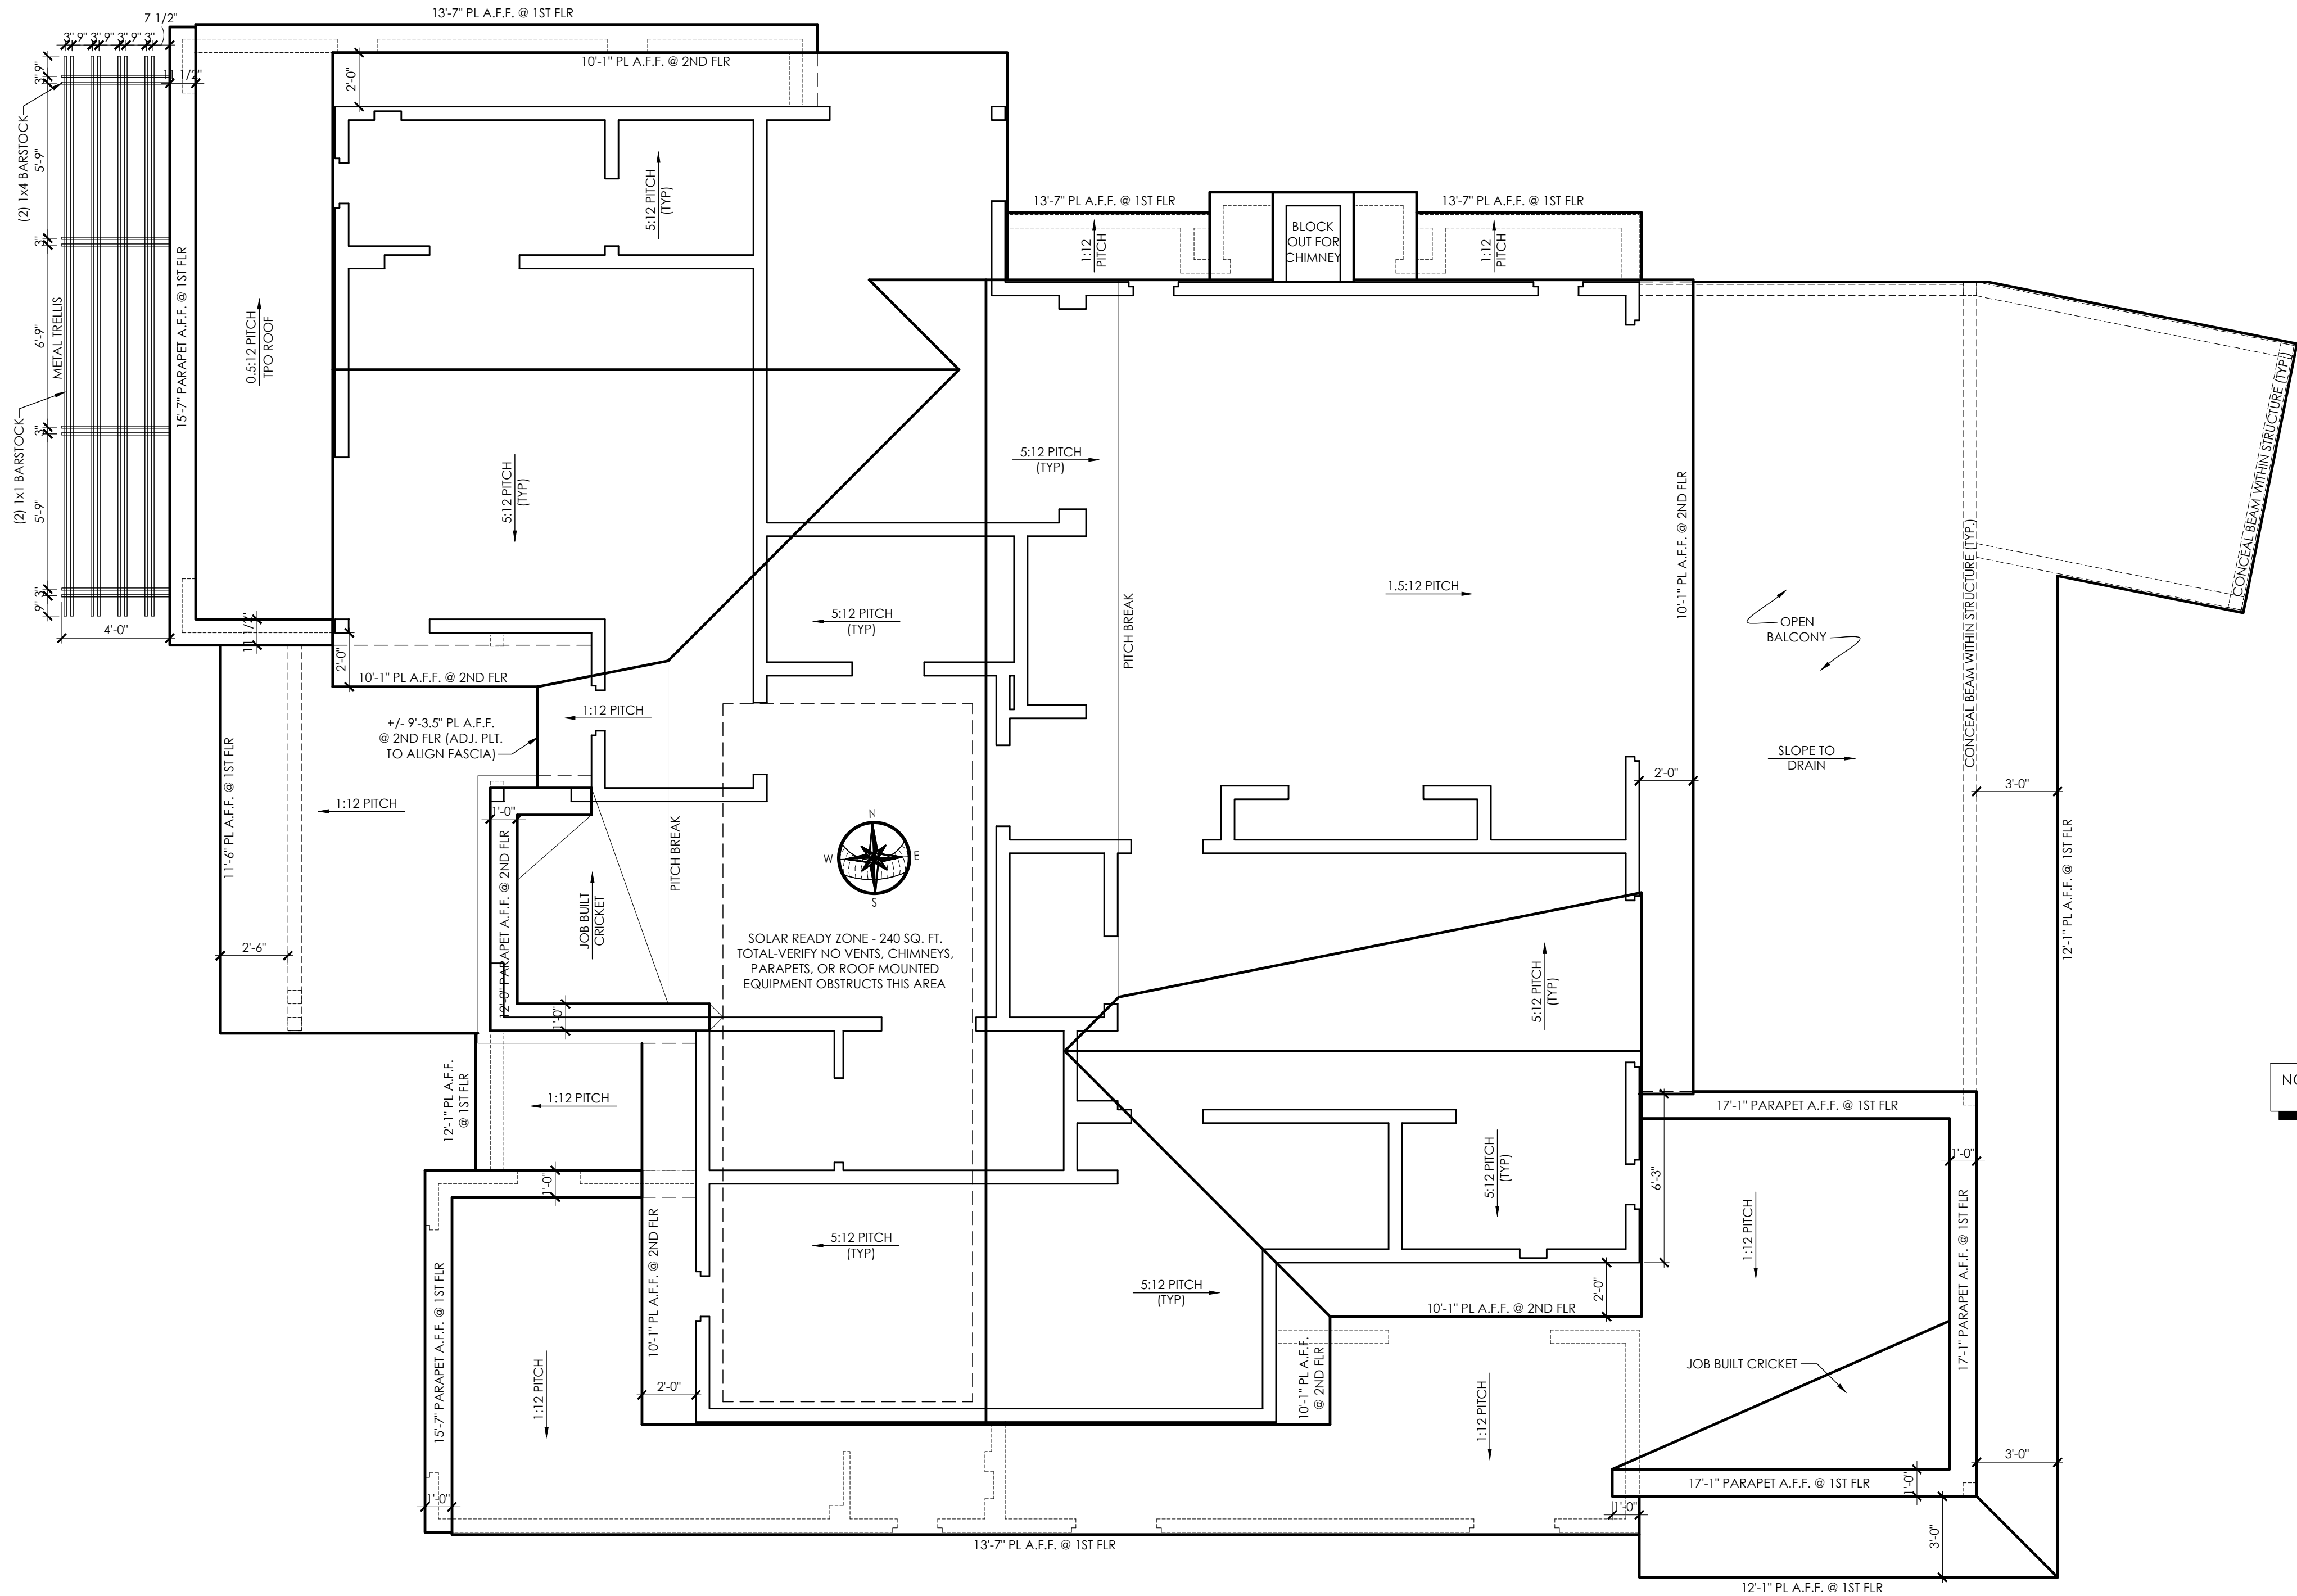 13'-7" PL A.F.F. @ 1ST FLR
7 1/2"
3" 9" 3" 9" 3" 9" 3"
10'-1" PL A.F.F. @ 2ND FLR
11 1/2"
2'-0"
9"
3"
(2) 1x4 BARSTOCK
5'-9"
3"
METAL TRELLIS
6'-9"
3"
(2) 1x1 BARSTOCK
5'-9"
3"
9"
4'-0"
15'-7" PARAPET A.F.F. @ 1ST FLR
0.5:12 PITCH
TPO ROOF
5:12 PITCH
(TYP)
13'-7" PL A.F.F. @ 1ST FLR
1:12
PITCH
BLOCK
OUT FOR
CHIMNEY
13'-7" PL A.F.F. @ 1ST FLR
1:12
PITCH
5:12 PITCH
(TYP)
5:12 PITCH
(TYP)
10'-1" PL A.F.F. @ 2ND FLR
CONCEAL BEAM WITHIN STRUCTURE (TYP.)
CONCEAL BEAM WITHIN STRUCTURE (TYP.)
1.5:12 PITCH
PITCH BREAK
5:12 PITCH
(TYP)
OPEN
BALCONY
11 1/2"
2'-0"
10'-1" PL A.F.F. @ 2ND FLR
1:12 PITCH
+/- 9'-3.5" PL A.F.F.
@ 2ND FLR (ADJ. PLT.
TO ALIGN FASCIA)
11'-6" PL A.F.F. @ 1ST FLR
1:12 PITCH
SLOPE TO
DRAIN
2'-0"
3'-0"
1'-0"
12'-0" PARAPET A.F.F. @ 2ND FLR
PITCH BREAK
JOB BUILT
CRICKET
N
W
E
S
12'-1" PL A.F.F. @ 1ST FLR
2'-6"
SOLAR READY ZONE - 240 SQ. FT.
TOTAL-VERIFY NO VENTS, CHIMNEYS,
PARAPETS, OR ROOF MOUNTED
EQUIPMENT OBSTRUCTS THIS AREA
5:12 PITCH
(TYP)
1'-0"
12'-1" PL A.F.F.
@ 1ST FLR
1:12 PITCH
17'-1" PARAPET A.F.F. @ 1ST FLR
1'-0"
1'-0"
6'-3"
5:12 PITCH
(TYP)
1:12 PITCH
17'-1" PARAPET A.F.F. @ 1ST FLR
10'-1" PL A.F.F. @ 2ND FLR
5:12 PITCH
(TYP)
5:12 PITCH
(TYP)
2'-0"
10'-1" PL A.F.F. @ 2ND FLR
15'-7" PARAPET A.F.F. @ 1ST FLR
1:12 PITCH
2'-0"
10'-1" PL A.F.F.
@ 2ND FLR
1:12 PITCH
JOB BUILT CRICKET
3'-0"
17'-1" PARAPET A.F.F. @ 1ST FLR
1'-0"
1'-0"
1'-0"
3'-0"
13'-7" PL A.F.F. @ 1ST FLR
12'-1" PL A.F.F. @ 1ST FLR